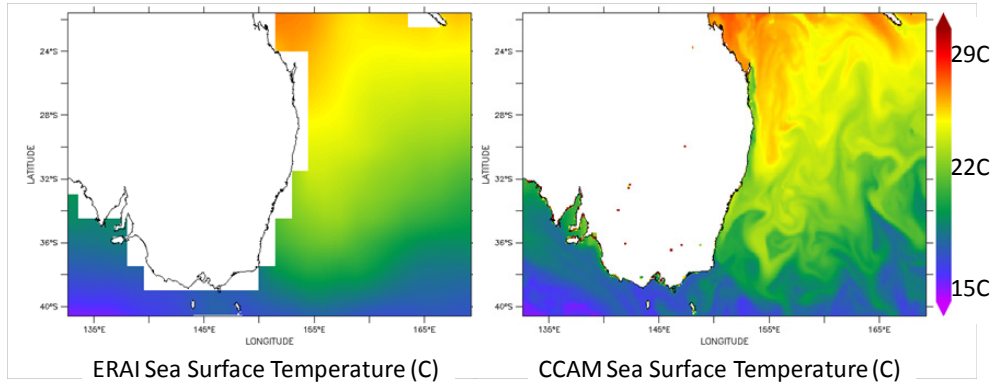 24°S
28°S
32°S
36°S
40°S
LATITUDE
135°E
145°E
155°E
165°E
LONGITUDE
ERAI Sea Surface Temperature (C)
24°S
28°S
32°S
36°S
40°S
LATITUDE
135°E
145°E
155°E
165°E
LONGITUDE
CCAM Sea Surface Temperature (C)
29C
22C
15C